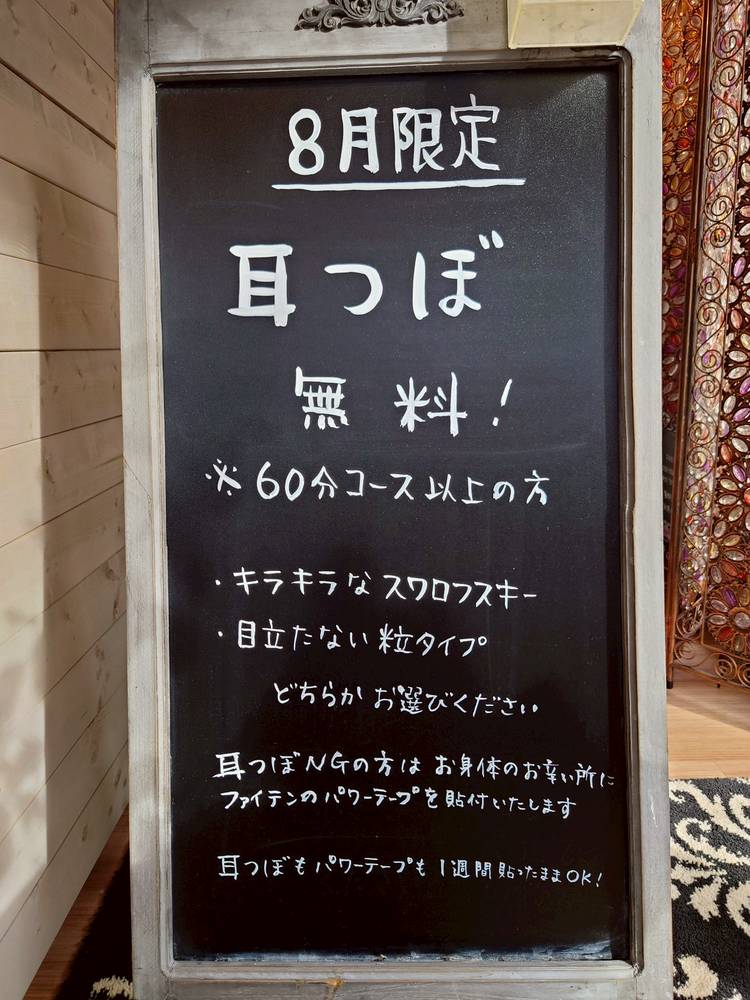 8月限定
耳つぼ
無料!
※60分コース以上の方
・キラキラなスワロフスキー
・目立たない粒タイプ
どちらかお選びください
耳つぼNGの方はお身体のお辛い所に
ファイテンのパワーテープを貼付いたします
耳つぼもパワーテープも1週間貼ったままOK!